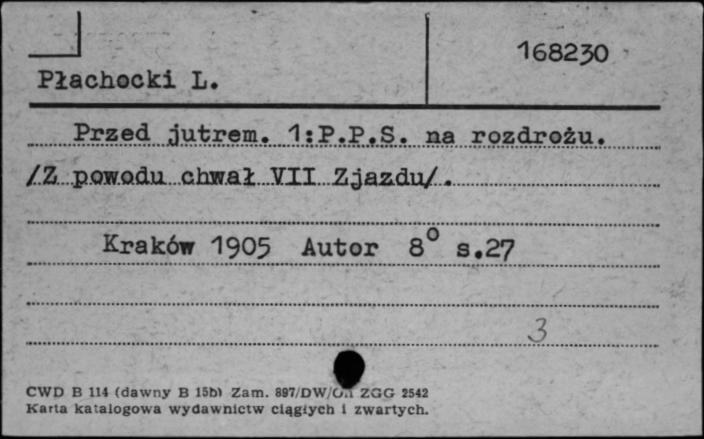 168230
Płachocki L.
Przed jutrem. 1:P.P.S. na rozdrożu.
/Z powodu chwał VII Zjazdu/.
Kraków 1905 Autor 8° s.27
3
CWD B 114 (dawny B 15b) Zam. 897/DW/ ZGG 2542
Karta katalogowa wydawnictw ciągłych i zwartych.